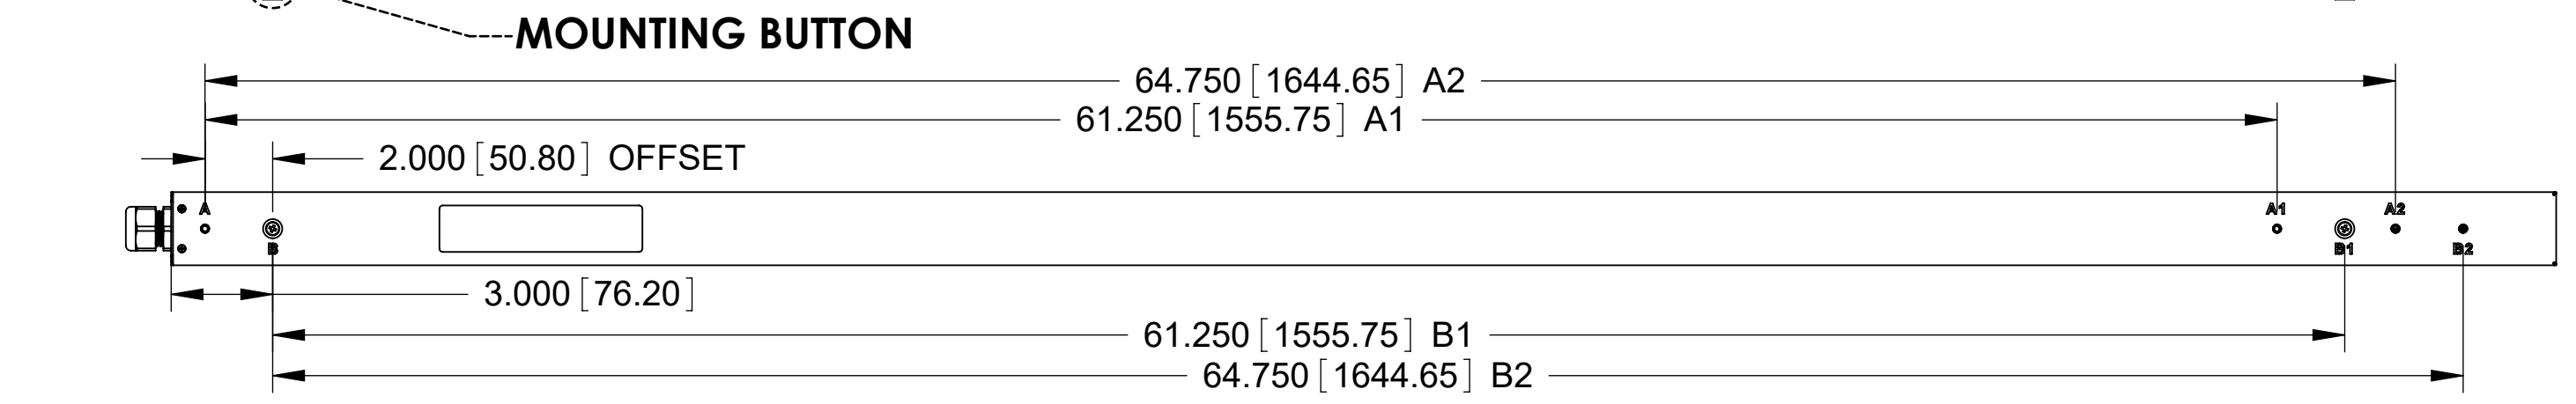 MOUNTING BUTTON
64.750 [1644.65] A2
61.250 [1555.75] A1
2.000 [50.80] OFFSET
A
A1
A2
B
B1
B2
3.000 [76.20]
61.250 [1555.75] B1
64.750 [1644.65] B2